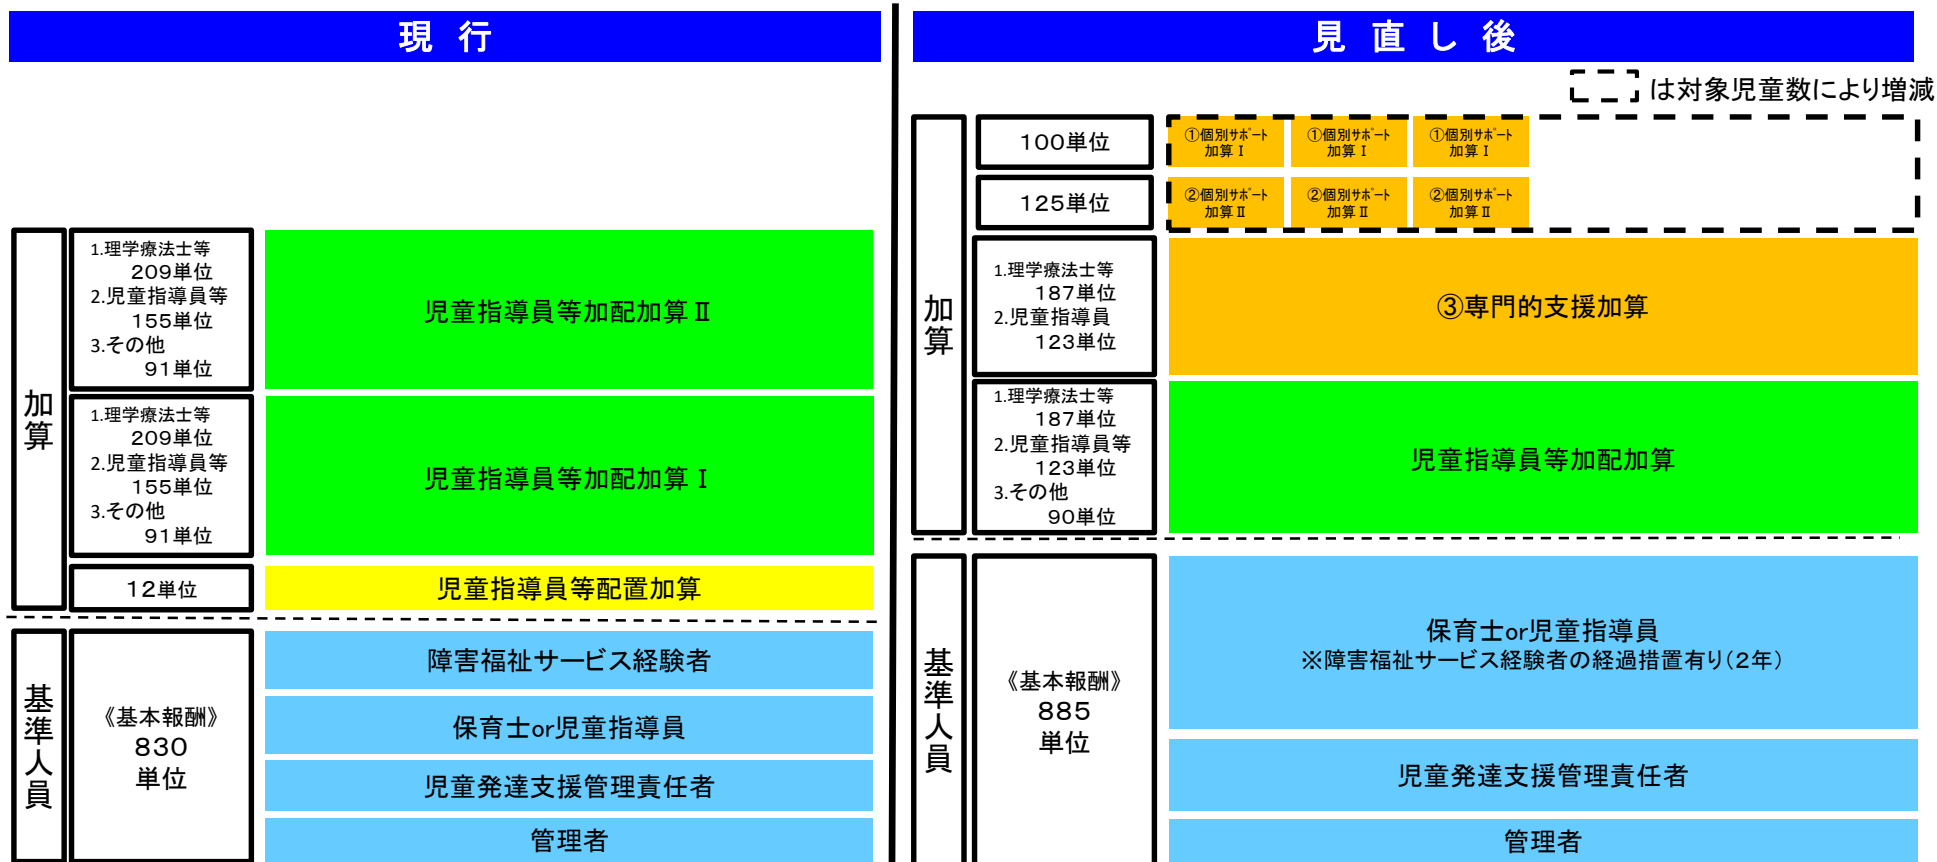 現 行
加算
1.理学療法士等
209単位
2.児童指導員等
155単位
3.その他
91単位
児童指導員等加配加算Ⅱ
1.理学療法士等
209単位
2.児童指導員等
155単位
3.その他
91単位
児童指導員等加配加算Ⅰ
12単位
児童指導員等配置加算
基準人員
《基本報酬》
830
単位
障害福祉サービス経験者
保育士or児童指導員
児童発達支援管理責任者
管理者
見 直 し 後
は対象児童数により増減
加算
100単位
①個別サポート
加算Ⅰ
①個別サポート
加算Ⅰ
①個別サポート
加算Ⅰ
125単位
②個別サポート
加算Ⅱ
②個別サポート
加算Ⅱ
②個別サポート
加算Ⅱ
1.理学療法士等
187単位
2.児童指導員
123単位
③専門的支援加算
1.理学療法士等
187単位
2.児童指導員等
123単位
3.その他
90単位
児童指導員等加配加算
基準人員
《基本報酬》
885
単位
保育士or児童指導員
※障害福祉サービス経験者の経過措置有り(2年)
児童発達支援管理責任者
管理者